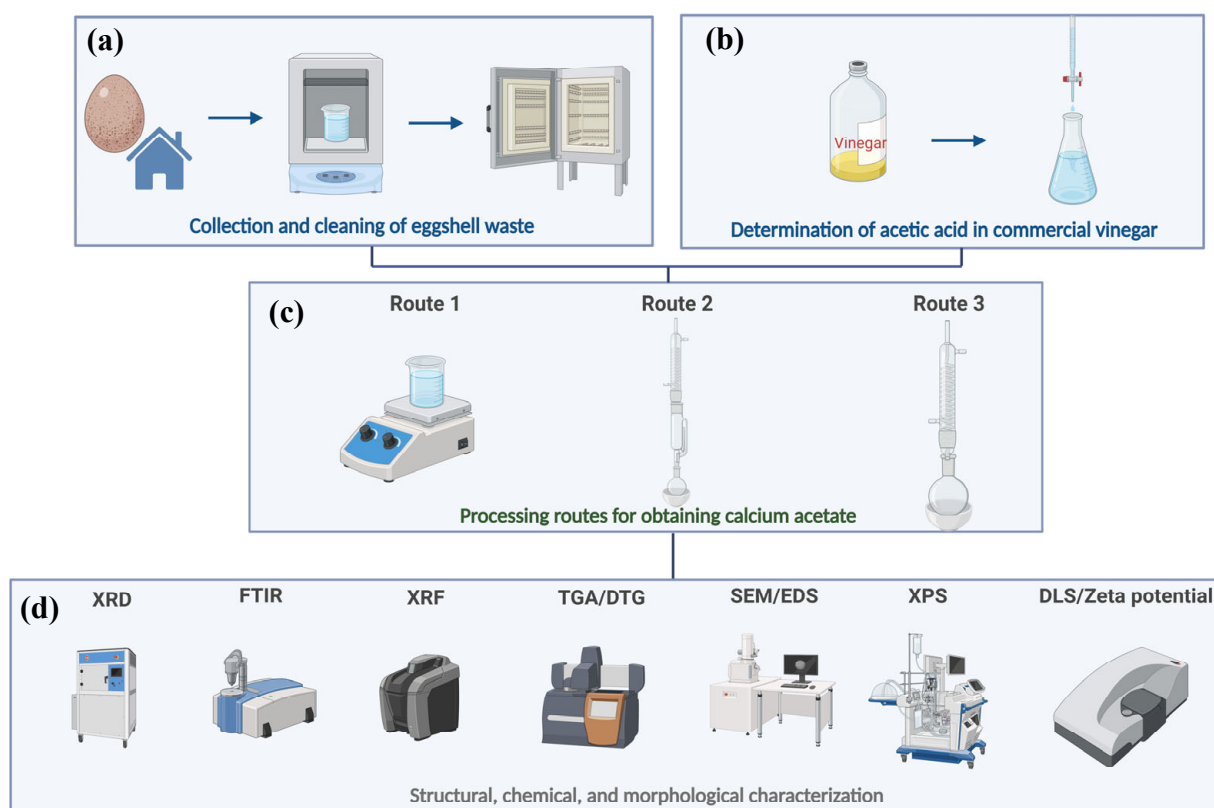 (a)
Collection and cleaning of eggshell waste
(b)
Vinegar
Determination of acetic acid in commercial vinegar
(c)
Route 1
Route 2
Route 3
Processing routes for obtaining calcium acetate
(d)
XRD
FTIR
XRF
TGA/DTG
SEM/EDS
XPS
DLS/Zeta potential
Structural, chemical, and morphological characterization